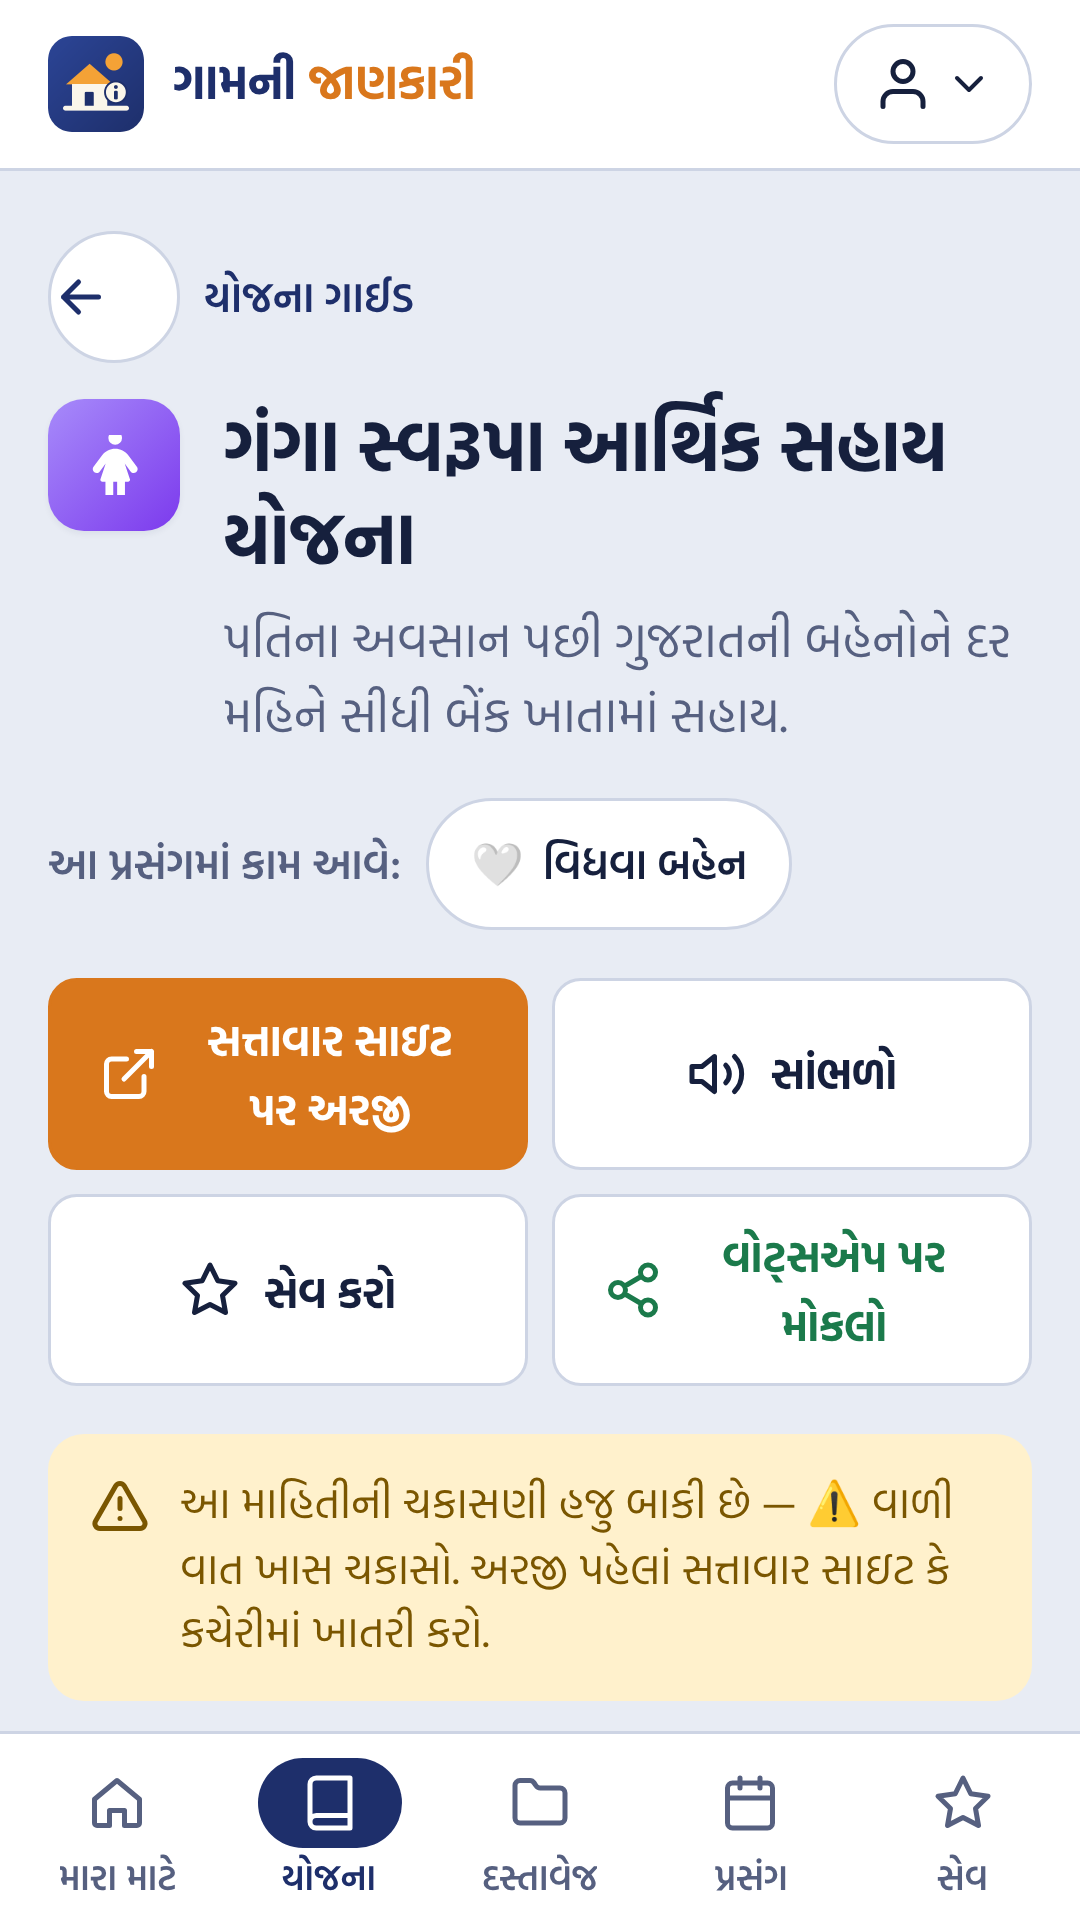 ગામની જાણકારી
યોજના ગાઈડ
ગંગા સ્વરૂપા આર્થિક સહાય
યોજના
પતિના અવસાન પછી ગુજરાતની બહેનોને દર
મહિને સીધી બેંક ખાતામાં સહાય.
આ પ્રસંગમાં કામ આવે: 🤍 વિધવા બહેન
સત્તાવાર સાઇટ
પર અરજી
સાંભળો
સેવ કરો
વોટ્સએપ પર
મોકલો
આ માહિતીની ચકાસણી હજુ બાકી છે — ⚠️ વાળી
વાત ખાસ ચકાસો. અરજી પહેલાં સત્તાવાર સાઇટ કે
કચેરીમાં ખાતરી કરો.
મારા માટે
યોજના
દસ્તાવેજ
પ્રસંગ
સેવ